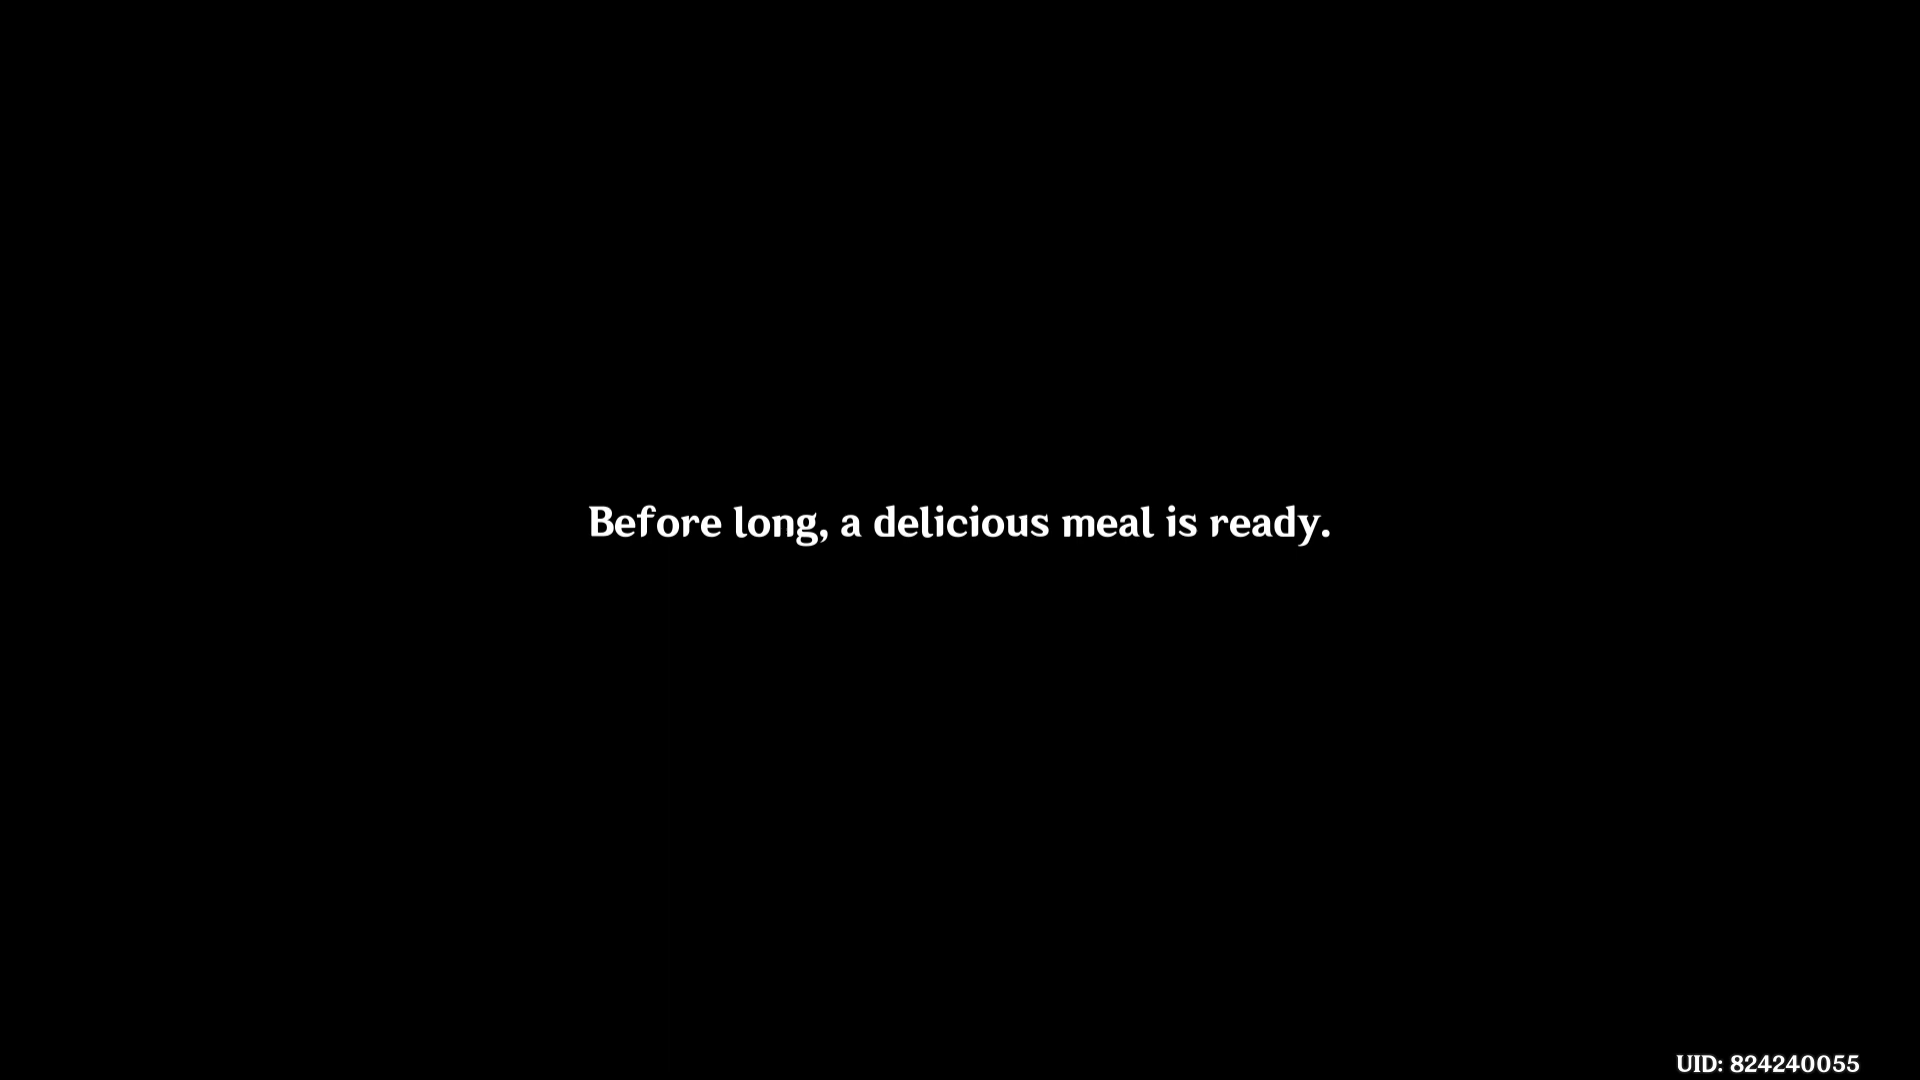 Before long, a delicious meal is ready.
UID: 824240055